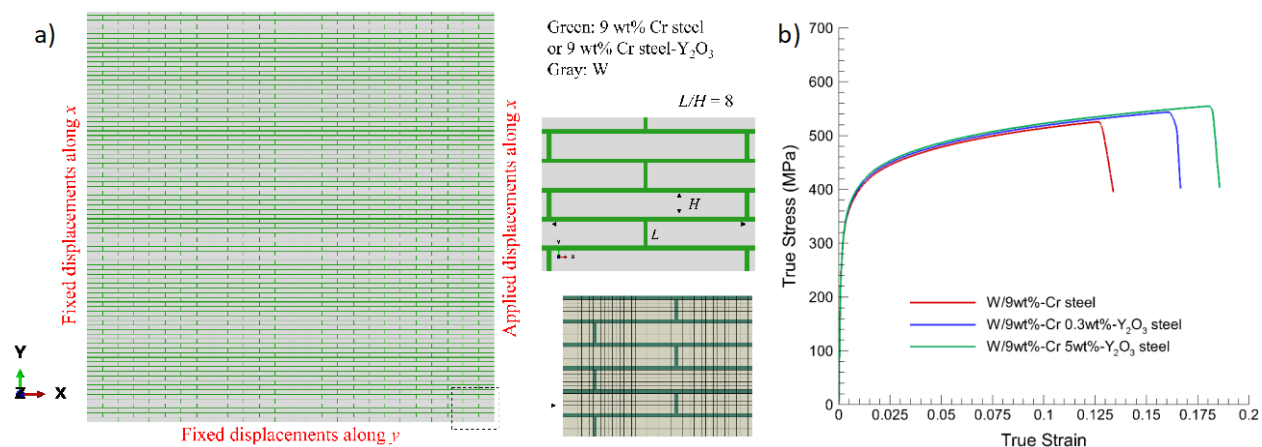 a)
Fixed displacements along x
Applied displacements along x
Fixed displacements along y
Y
Z
X
Green: 9 wt% Cr steel
or 9 wt% Cr steel-Y₂O₃
Gray: W
L/H = 8
H
L
Y
X
b)
True Stress (MPa)
700
600
500
400
300
200
100
0
0
0.025
0.05
0.075
0.1
0.125
0.15
0.175
0.2
True Strain
W/9wt%-Cr steel
W/9wt%-Cr 0.3wt%-Y₂O₃ steel
W/9wt%-Cr 5wt%-Y₂O₃ steel